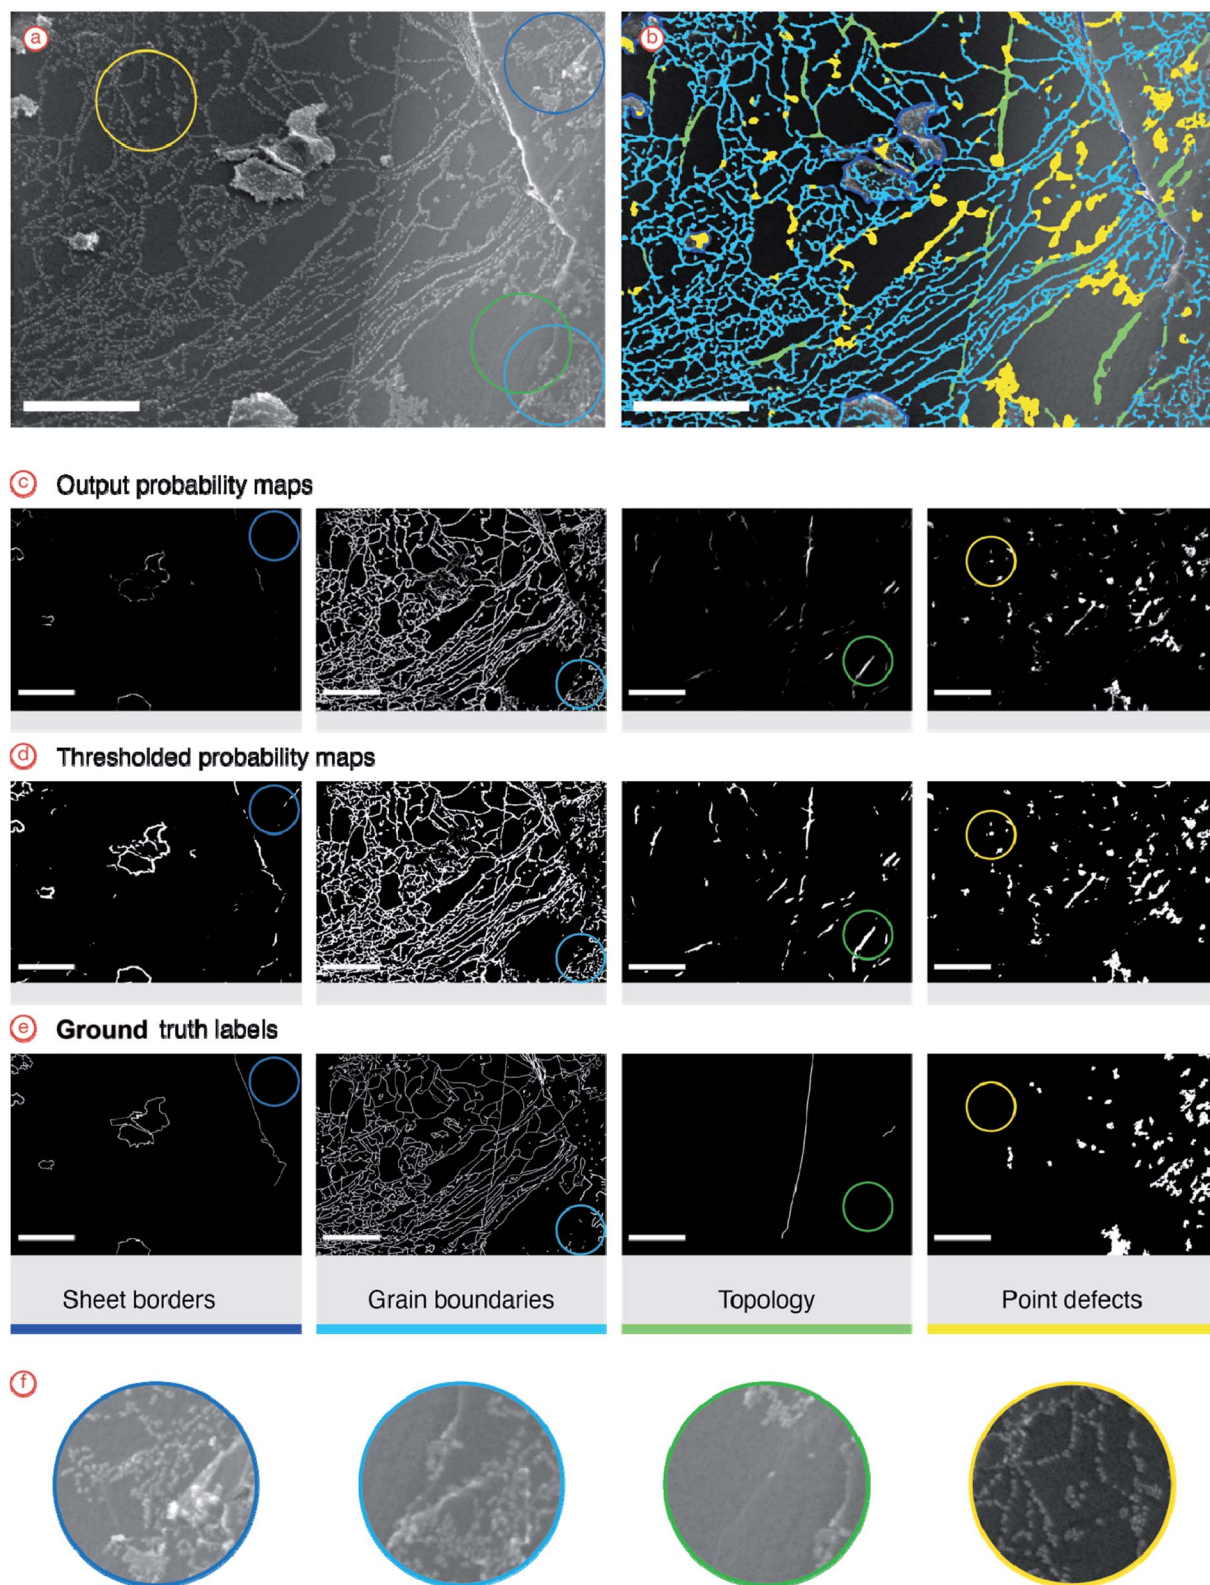 a
b
c Output probability maps
d Thresholded probability maps
e Ground truth labels
Sheet borders Grain boundaries Topology Point defects
f